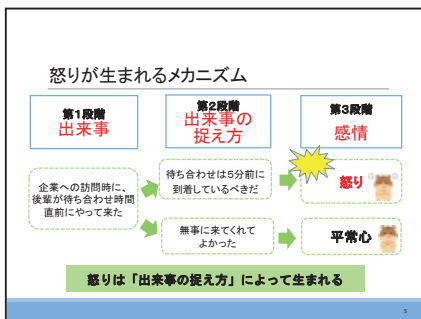 怒りが生まれるメカニズム
第1段階
出来事
第2段階
出来事の
捉え方
第3段階
感情
企業への訪問時に、
後輩が待ち合わせ時間
直前にやって来た
待ち合わせは5分前に
到着しているべきだ
怒り
無事に来てくれて
よかった
平常心
怒りは「出来事の捉え方」によって生まれる
5